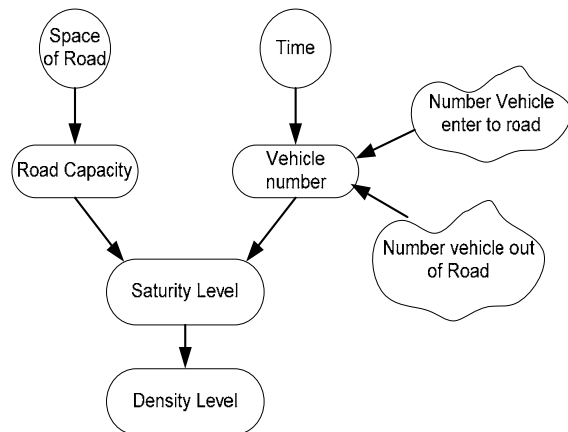 Space
of Road
Time
Number Vehicle
enter to road
Road Capacity
Vehicle
number
Number vehicle out
of Road
Saturity Level
Density Level